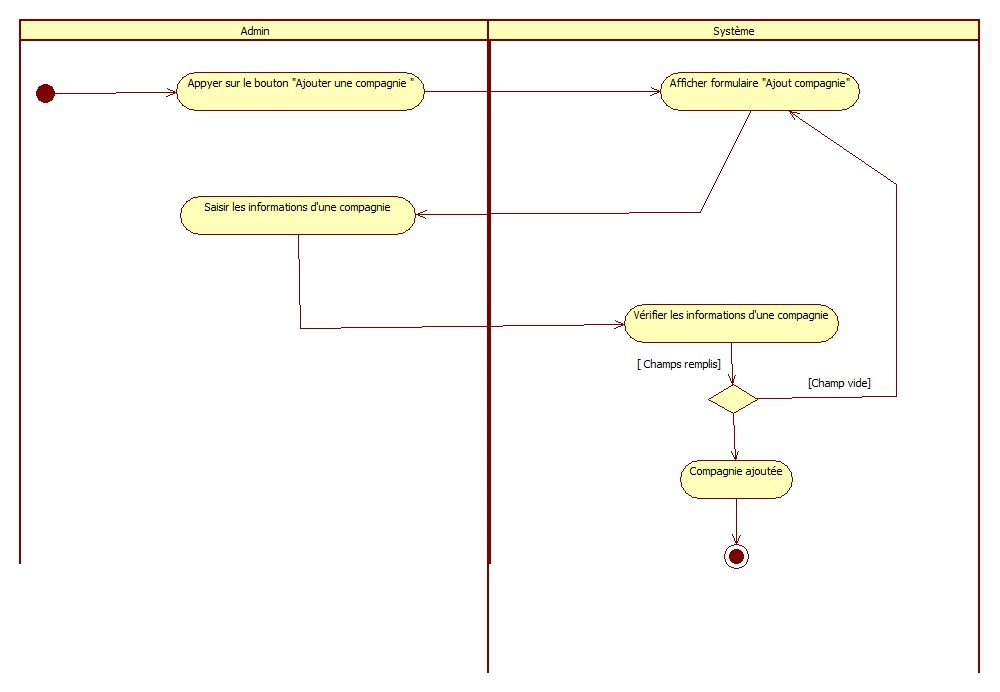 Admin
Système
Appyer sur le bouton "Ajouter une compagnie "
Afficher formulaire "Ajout compagnie"
Saisir les informations d'une compagnie
Vérifier les informations d'une compagnie
[ Champs remplis]
[Champ vide]
Compagnie ajoutée